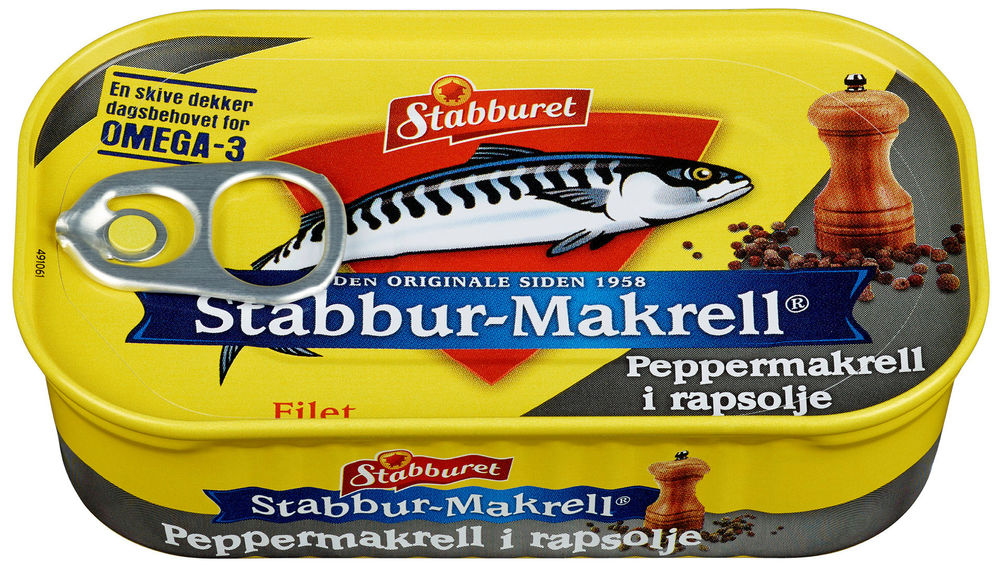 En skive dekker
dagsbehovet for
OMEGA-3
Stabburet
491061
DEN ORIGINALE SIDEN 1958
Stabbur-Makrell®
Peppermakrell
i rapsolje
Filet
Stabburet
Stabbur-Makrell®
Peppermakrell i rapsolje